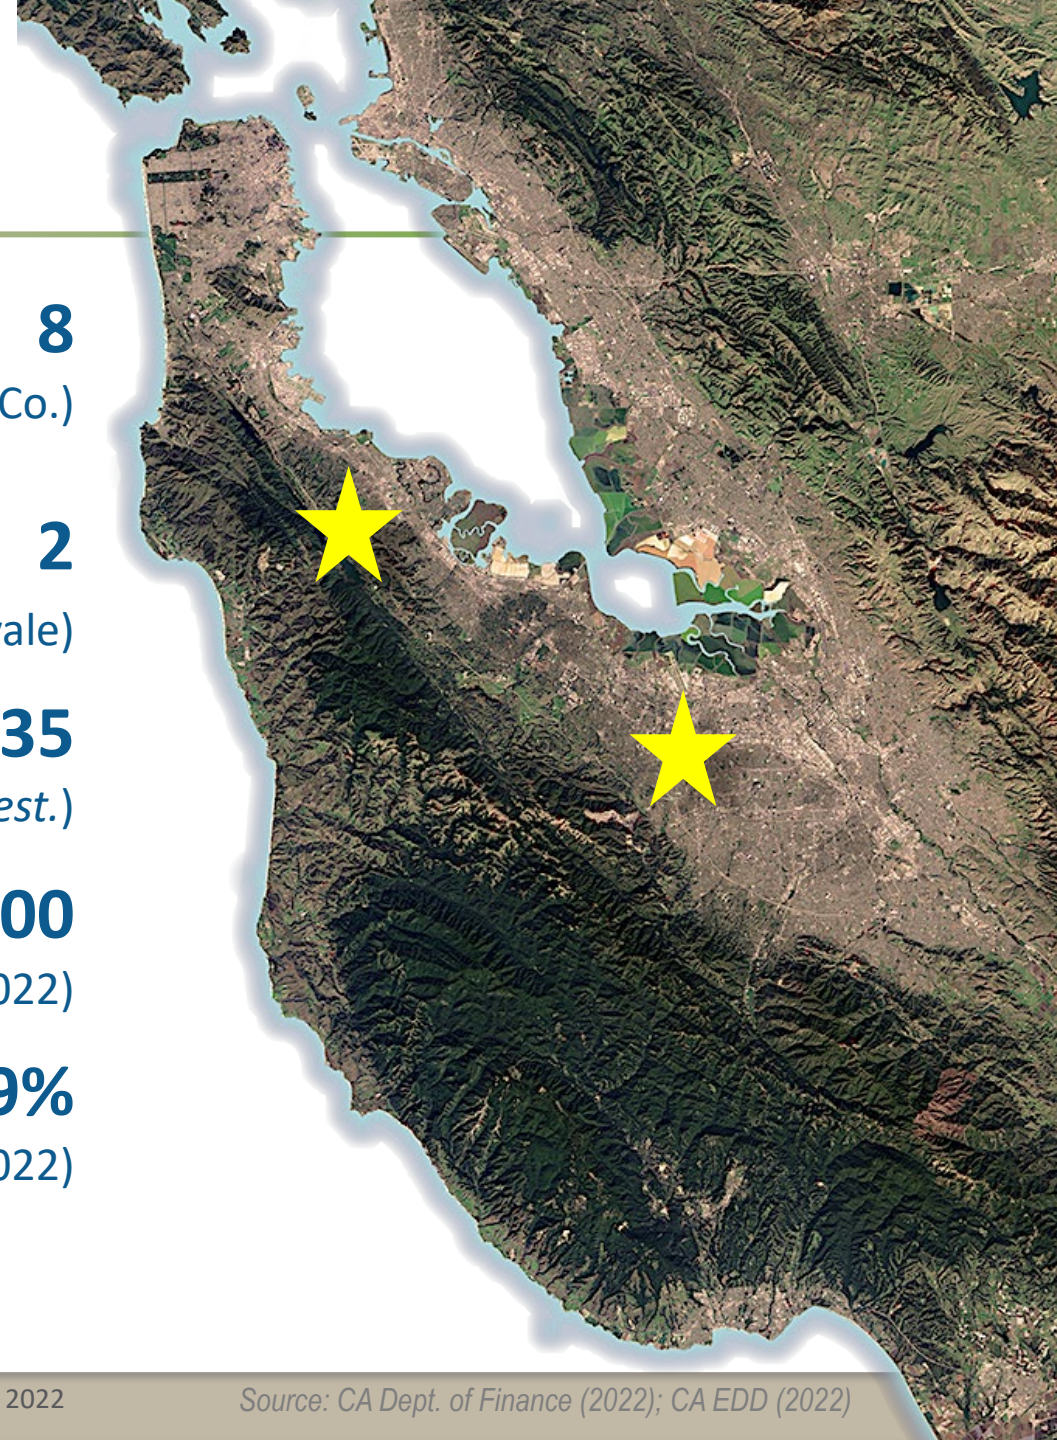 8
Co.)
2
vale)
35
est.)
00
022)
9%
022)
2022
Source: CA Dept. of Finance (2022); CA EDD (2022)